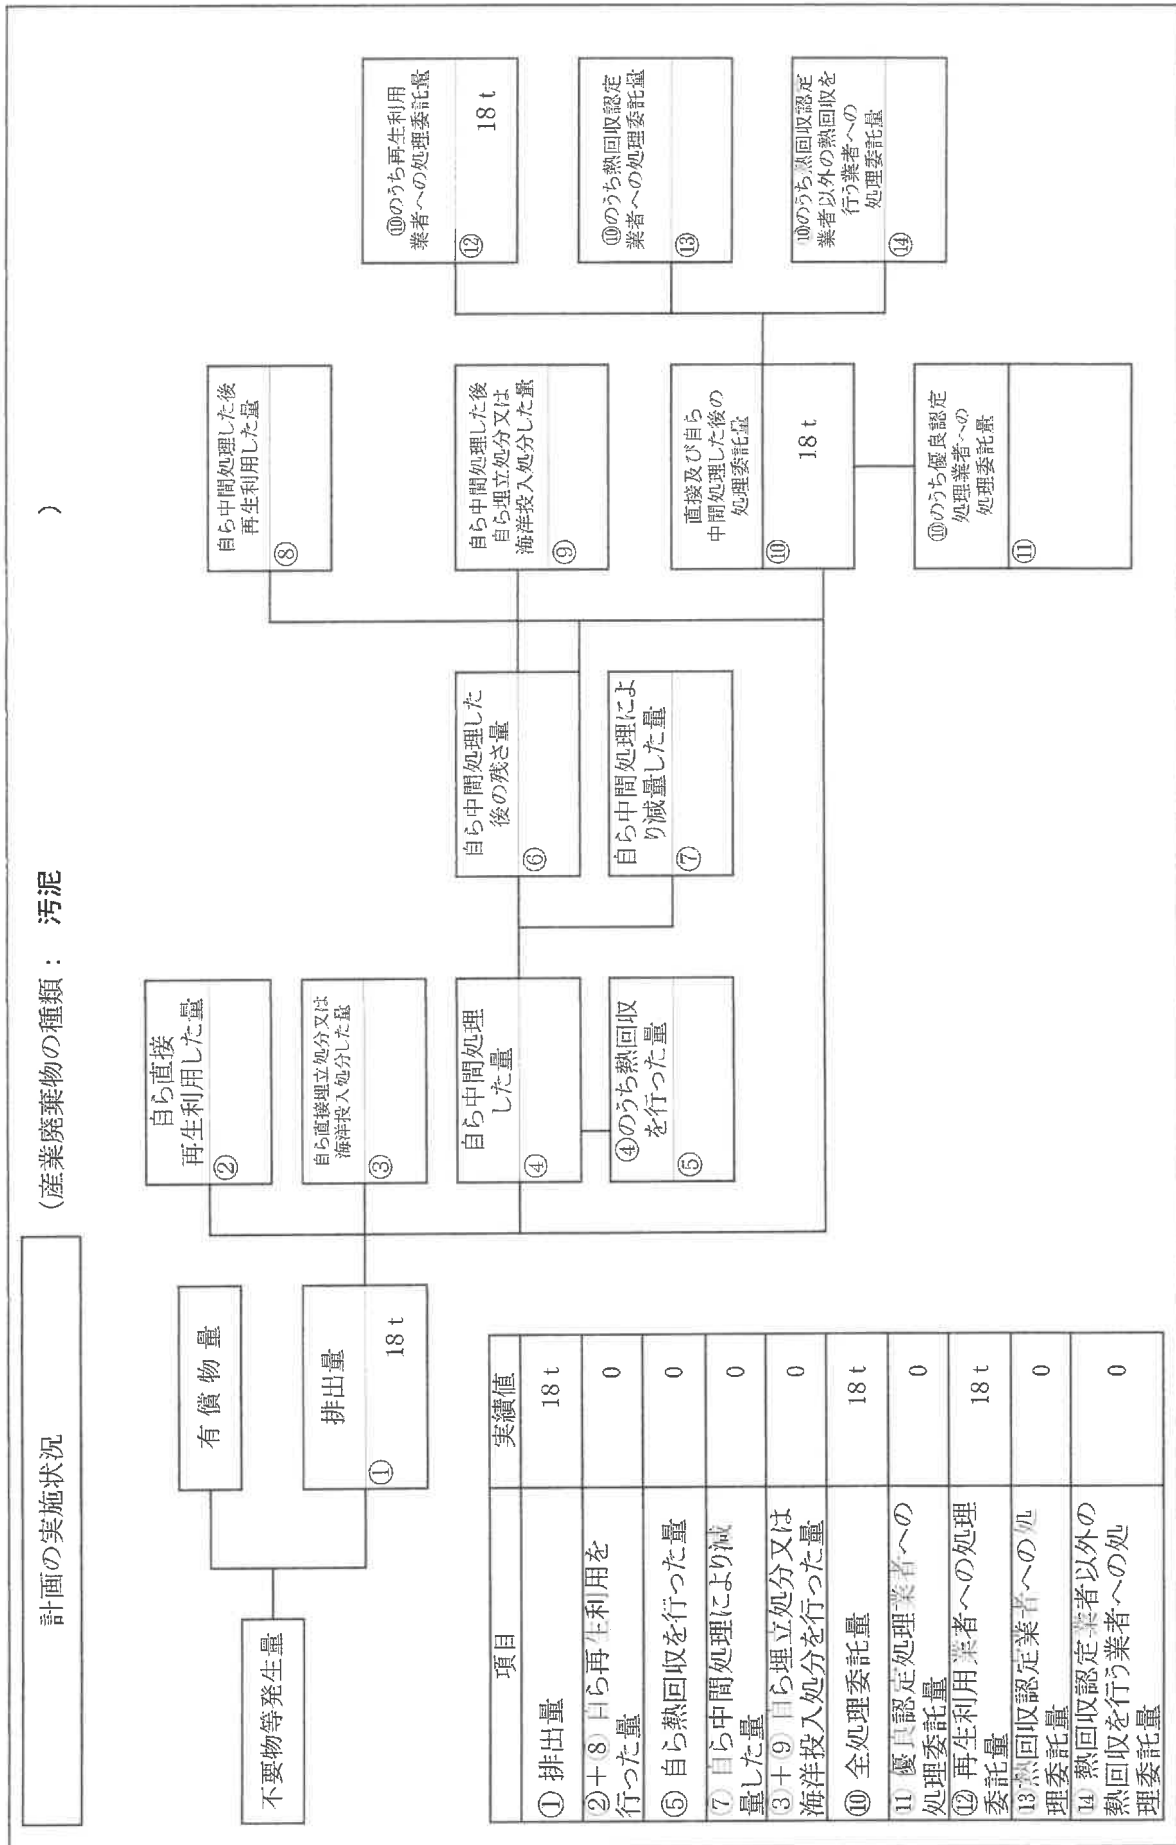 計画の実施状況
(産業廃棄物の種類： 汚泥 )
不要物等発生量
有償物量
排出量
①
18 t
自ら直接
再生利用した量
②
自ら直接埋立処分又は
海洋投入処分した量
③
自ら中間処理
した量
④
④のうち熱回収
を行った量
⑤
自ら中間処理した
後の残さ量
⑥
自ら中間処理によ
り減量した量
⑦
自ら中間処理した後
再生利用した量
⑧
自ら中間処理した後
自ら埋立処分又は
海洋投入処分した量
⑨
直接及び自ら
中間処理した後の
処理委託量
⑩
18 t
⑩のうち優良認定
処理業者への
処理委託量
⑪
⑩のうち再生利用
業者への処理委託量
⑫
18 t
⑩のうち熱回収認定
業者への処理委託量
⑬
⑩のうち熱回収認定
業者以外の熱回収を
行う業者への
処理委託量
⑭
項目 実績値
①排出量 18 t
②＋⑧自ら再生利用を
行った量 0
⑤自ら熱回収を行った量 0
⑦自ら中間処理により減
量した量 0
③＋⑨自ら埋立処分又は
海洋投入処分を行った量 0
⑩全処理委託量 18 t
⑪優良認定処理業者への
処理委託量 0
⑫再生利用業者への処理
委託量 18 t
⑬熱回収認定業者への処
理委託量 0
⑭熱回収認定業者以外の
熱回収を行う業者への処
理委託量 0